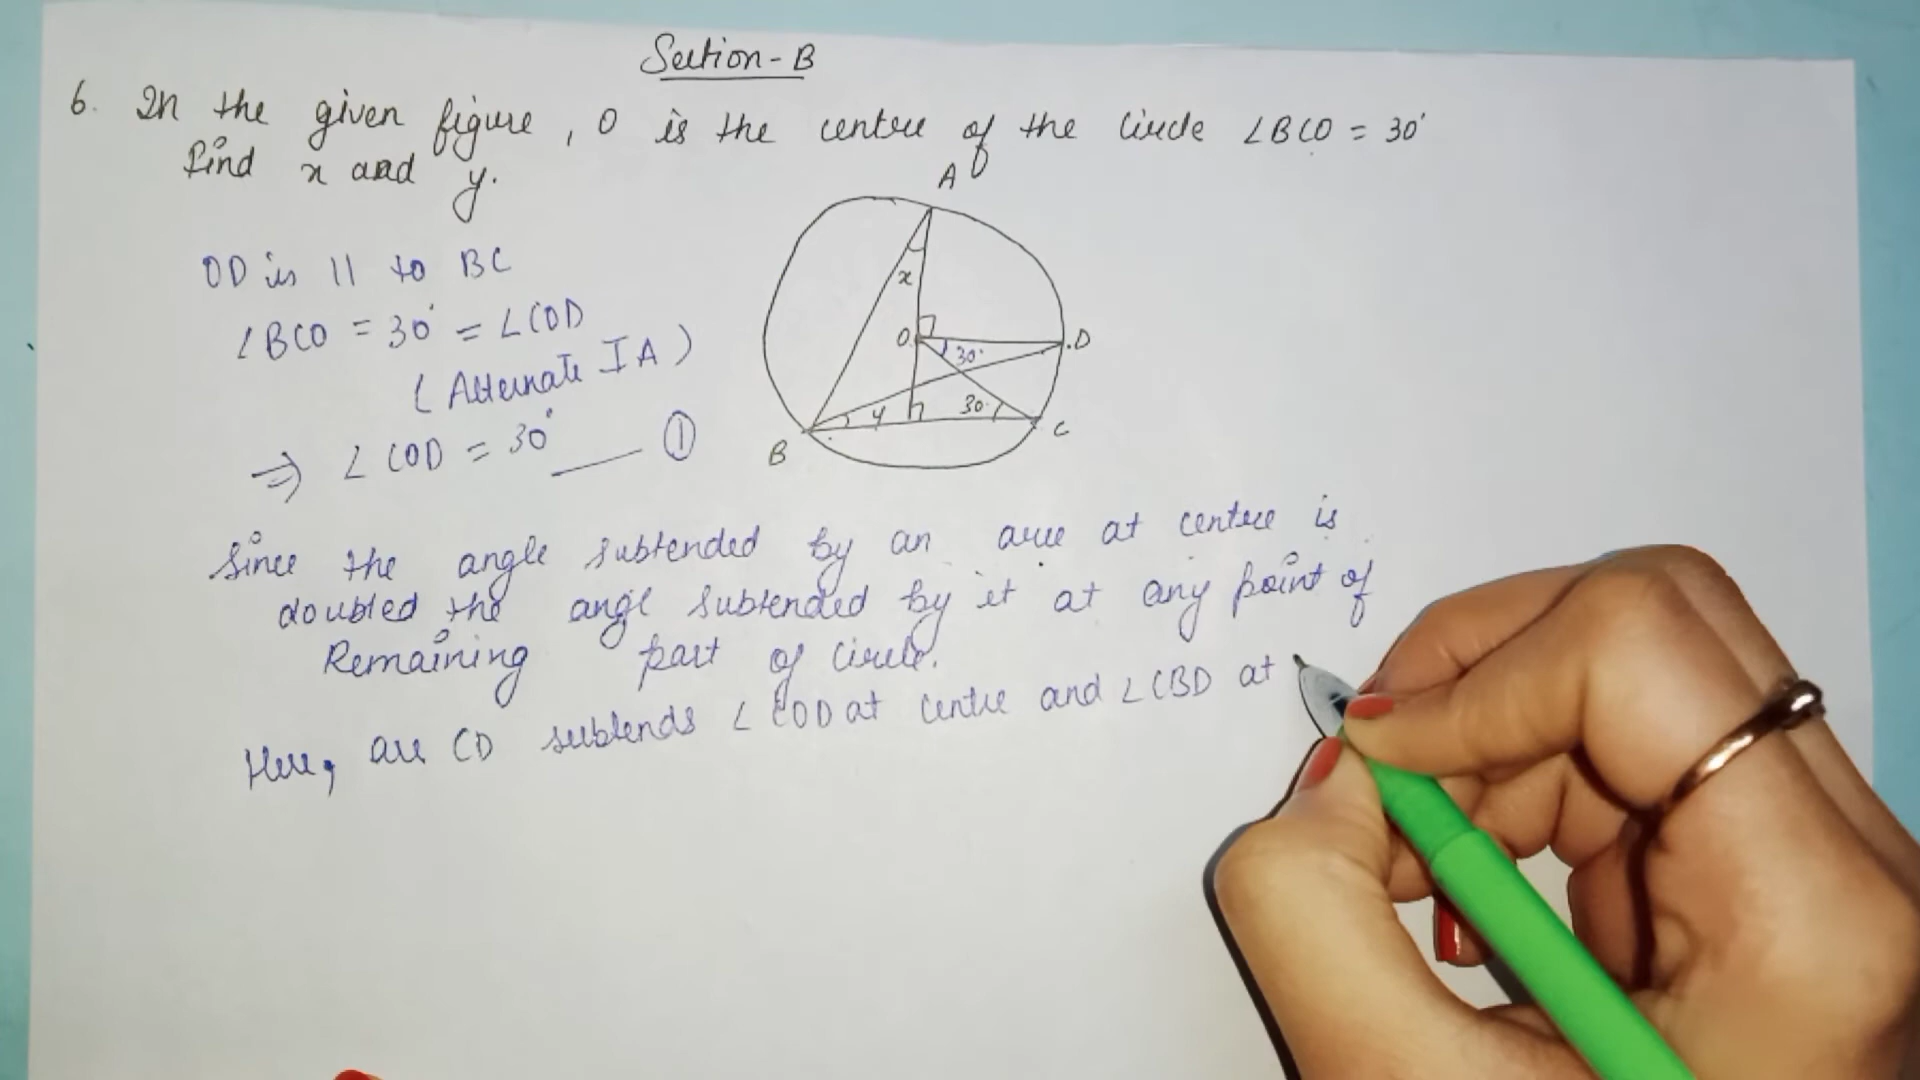 Section - B
6. In the given figure, O is the centre of the circle ∠BCO = 30°
find x and y.
A
OD is || to BC
x
∠BCO = 30° = ∠COD
O
D
30°
( Alternate I A )
y
30°
⇒ ∠COD = 30° ① 
B
C
Since the angle subtended by an arc at centre is
doubled the angl subtended by it at any point of
Remaining part of circle.
Here, arc CD subtends ∠COD at centre and ∠CBD at